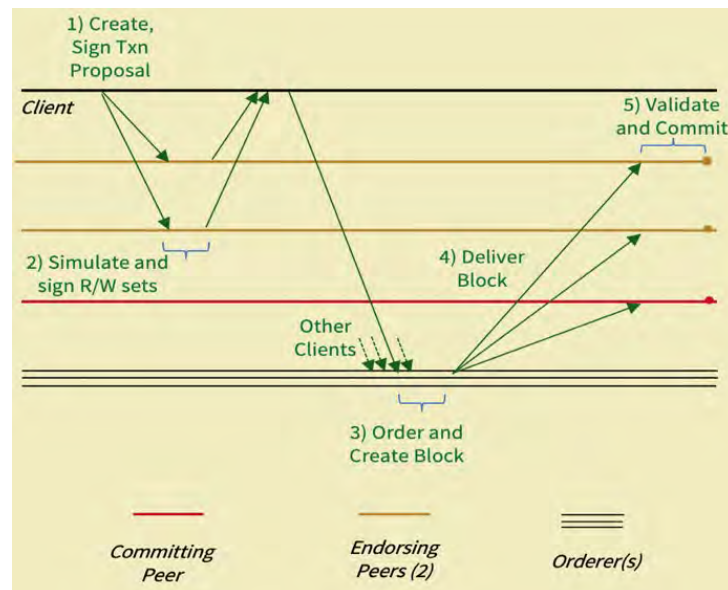 1) Create,
Sign Txn
Proposal
Client
5) Validate
and Commit
2) Simulate and
sign R/W sets
4) Deliver
Block
Other
Clients
3) Order and
Create Block
Committing
Peer
Endorsing
Peers (2)
Orderer(s)